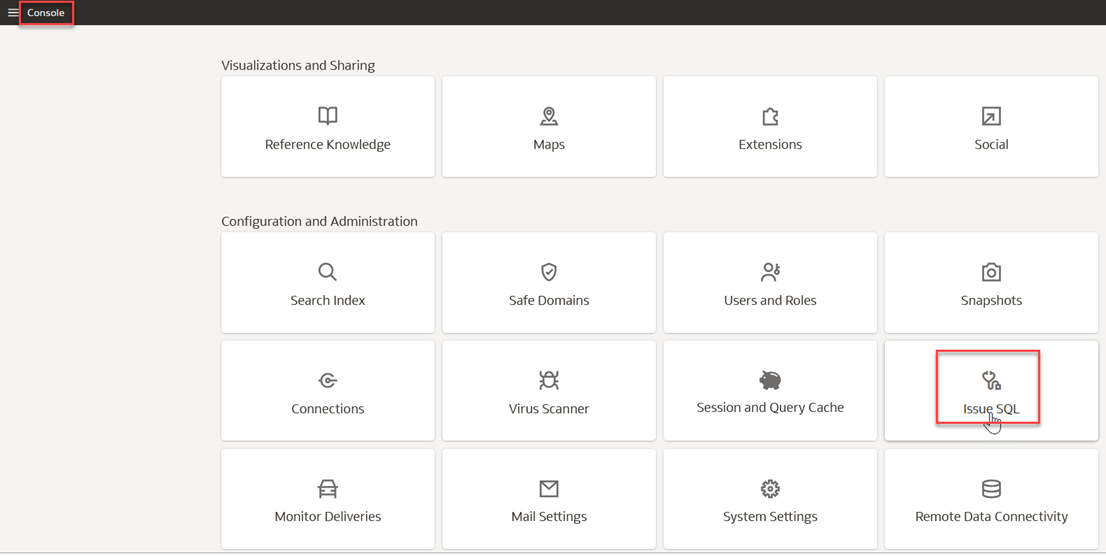 Console
Visualizations and Sharing
Reference Knowledge
Maps
Extensions
Social
Configuration and Administration
Search Index
Safe Domains
Users and Roles
Snapshots
Connections
Virus Scanner
Session and Query Cache
Issue SQL
Monitor Deliveries
Mail Settings
System Settings
Remote Data Connectivity